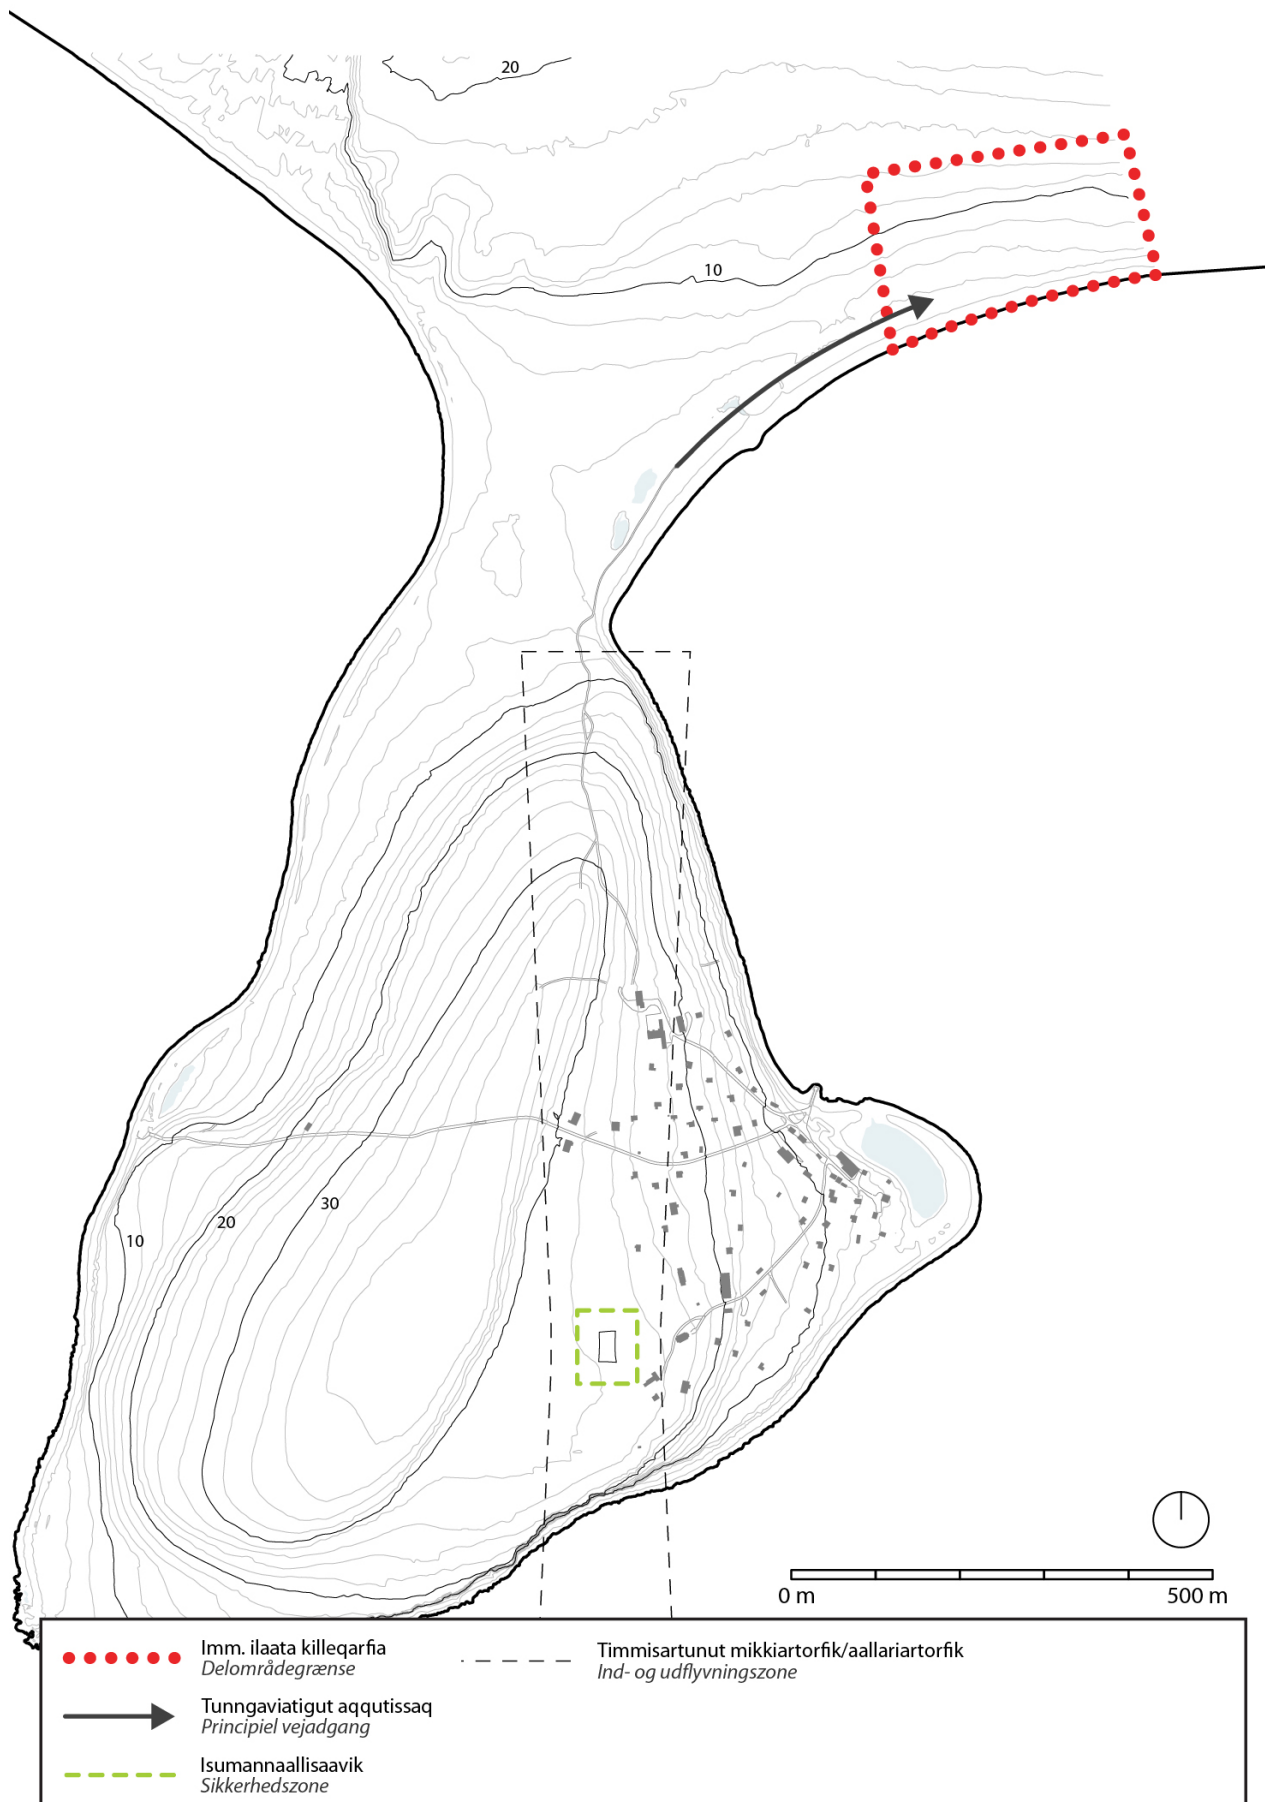 20
10
30
20
10
0 m
500 m
Imm. ilaata killeqarfia
Delområdegrænse
Timmisartunut mikkiartorfik/aallariartorfik
Ind- og udflyvningszone
Tunngaviatigut aqqutissaq
Principiel vejadgang
Isumannaallisaavik
Sikkerhedszone